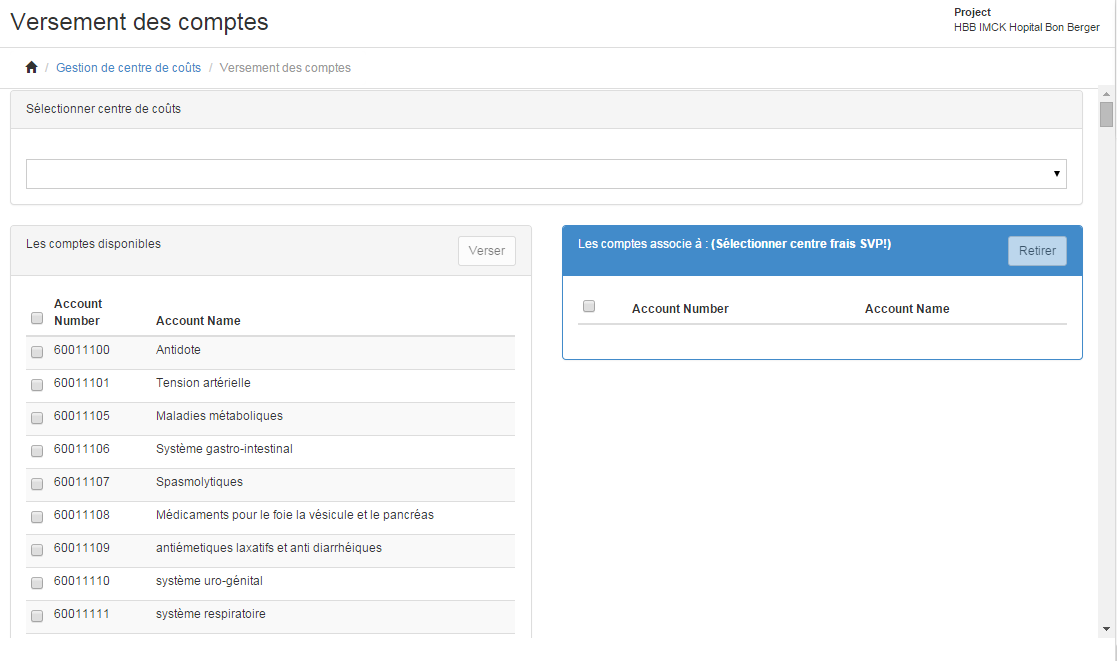 Versement des comptes
Project
HBB IMCK Hopital Bon Berger
/ Gestion de centre de coûts / Versement des comptes
Sélectionner centre de coûts
Les comptes disponibles
Verser
Account
Number
Account Name
60011100 Antidote
60011101 Tension artérielle
60011105 Maladies métaboliques
60011106 Système gastro-intestinal
60011107 Spasmolytiques
60011108 Médicaments pour le foie la vésicule et le pancréas
60011109 antiémetiques laxatifs et anti diarrhéiques
60011110 système uro-génital
60011111 système respiratoire
Les comptes associe à : (Sélectionner centre frais SVP!)
Retirer
Account Number Account Name